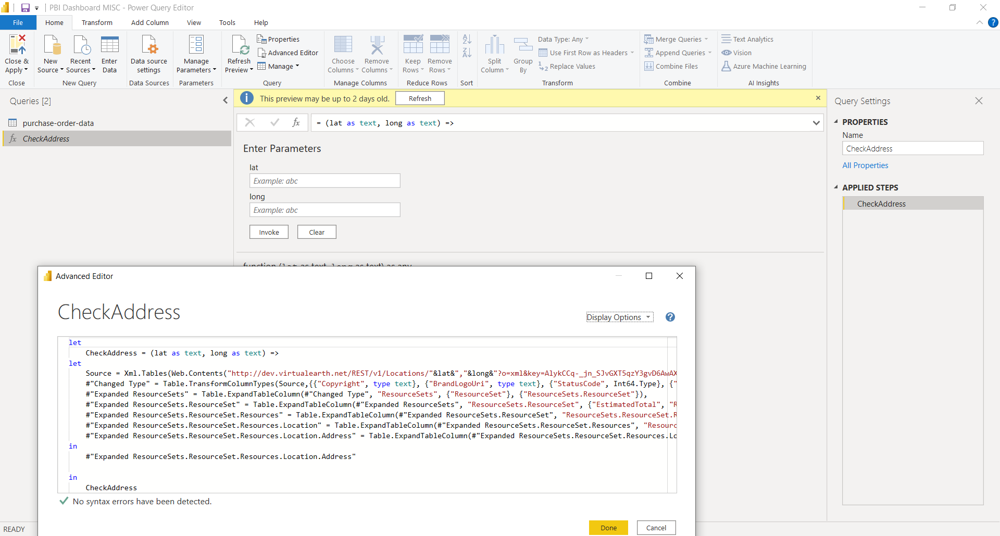 PBI Dashboard MISC - Power Query Editor
File Home Transform Add Column View Tools Help
Close & Apply
New Source
Recent Sources
Enter Data
Data source settings
Manage Parameters
Refresh Preview
Properties
Advanced Editor
Manage
Choose Columns
Remove Columns
Keep Rows
Remove Rows
Split Column
Group By
Data Type: Any
Use First Row as Headers
Replace Values
Merge Queries
Append Queries
Combine Files
Text Analytics
Vision
Azure Machine Learning
Close New Query Data Sources Parameters Query Manage Columns Reduce Rows Sort Transform Combine AI Insights
Queries [2]
purchase-order-data
fx CheckAddress
This preview may be up to 2 days old. Refresh
fx = (lat as text, long as text) =>
Enter Parameters
lat
Example: abc
long
Example: abc
Invoke Clear
function (lat as text, long as text) as any
Query Settings
PROPERTIES
Name
CheckAddress
All Properties
APPLIED STEPS
CheckAddress
Advanced Editor
CheckAddress
Display Options
let
CheckAddress = (lat as text, long as text) =>
let
Source = Xml.Tables(Web.Contents("http://dev.virtualearth.net/REST/v1/Locations/"&lat&","&long&"?o=xml&key=AlykCCq-_jn_SJvGXT5qzY3gvD6AwAX
#"Changed Type" = Table.TransformColumnTypes(Source,{{"Copyright", type text}, {"BrandLogoUri", type text}, {"StatusCode", Int64.Type}, {"
#"Expanded ResourceSets" = Table.ExpandTableColumn(#"Changed Type", "ResourceSets", {"ResourceSet"}, {"ResourceSets.ResourceSet"}),
#"Expanded ResourceSets.ResourceSet" = Table.ExpandTableColumn(#"Expanded ResourceSets", "ResourceSets.ResourceSet", {"EstimatedTotal", "R
#"Expanded ResourceSets.ResourceSet.Resources" = Table.ExpandTableColumn(#"Expanded ResourceSets.ResourceSet", "ResourceSets.ResourceSet.R
#"Expanded ResourceSets.ResourceSet.Resources.Location" = Table.ExpandTableColumn(#"Expanded ResourceSets.ResourceSet.Resources", "Resourc
#"Expanded ResourceSets.ResourceSet.Resources.Location.Address" = Table.ExpandTableColumn(#"Expanded ResourceSets.ResourceSet.Resources.Lo
in
#"Expanded ResourceSets.ResourceSet.Resources.Location.Address"
in
CheckAddress
No syntax errors have been detected.
Done Cancel
READY